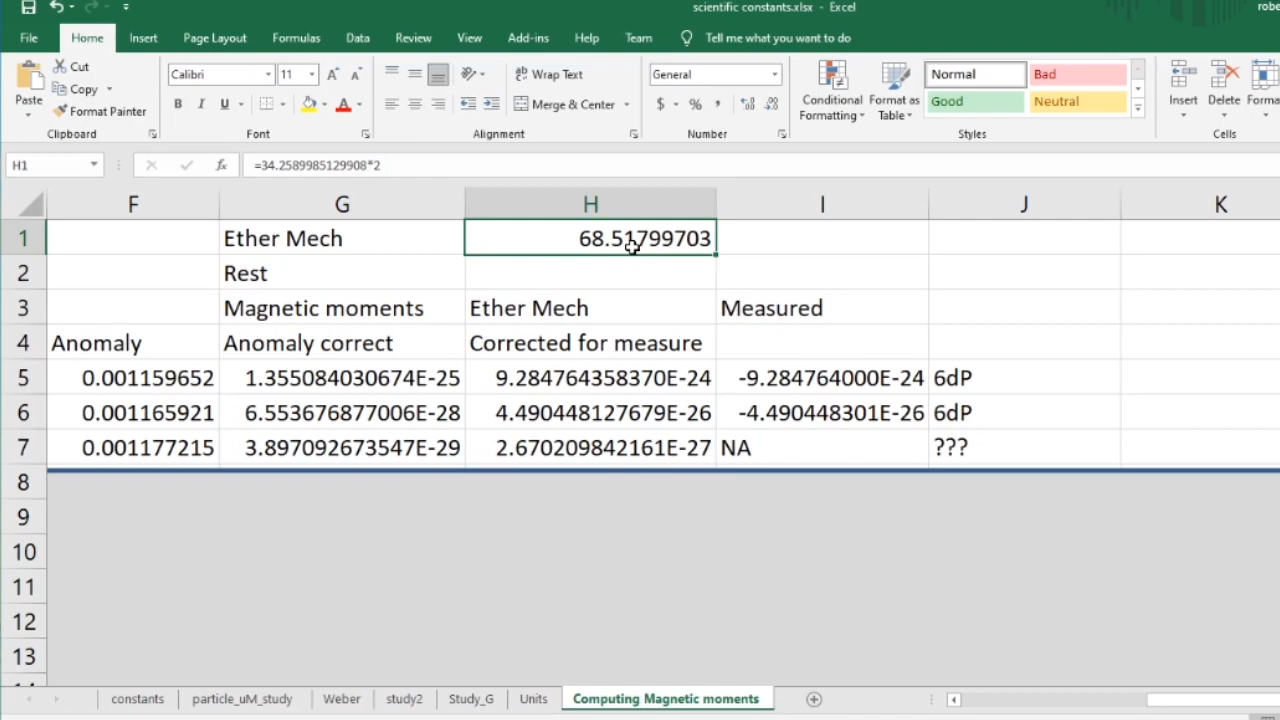 scientific constants.xlsx - Excel
robe
File Home Insert Page Layout Formulas Data Review View Add-ins Help Team Tell me what you want to do
Paste
Cut
Copy
Format Painter
Clipboard
Calibri 11
B I U
Font
Wrap Text
Merge & Center
Alignment
General
$ % ,
Number
Conditional Formatting
Format as Table
Normal Bad
Good Neutral
Styles
Insert Delete Forma
Cells
H1 fx =34.2589985129908*2
F G H I J K
1 Ether Mech 68.51799703
2 Rest
3 Magnetic moments Ether Mech Measured
4 Anomaly Anomaly correct Corrected for measure
5 0.001159652 1.355084030674E-25 9.284764358370E-24 -9.284764000E-24 6dP
6 0.001165921 6.553676877006E-28 4.490448127679E-26 -4.490448301E-26 6dP
7 0.001177215 3.897092673547E-29 2.670209842161E-27 NA ???
8
9
10
11
12
13
constants particle_uM_study Weber study2 Study_G Units Computing Magnetic moments